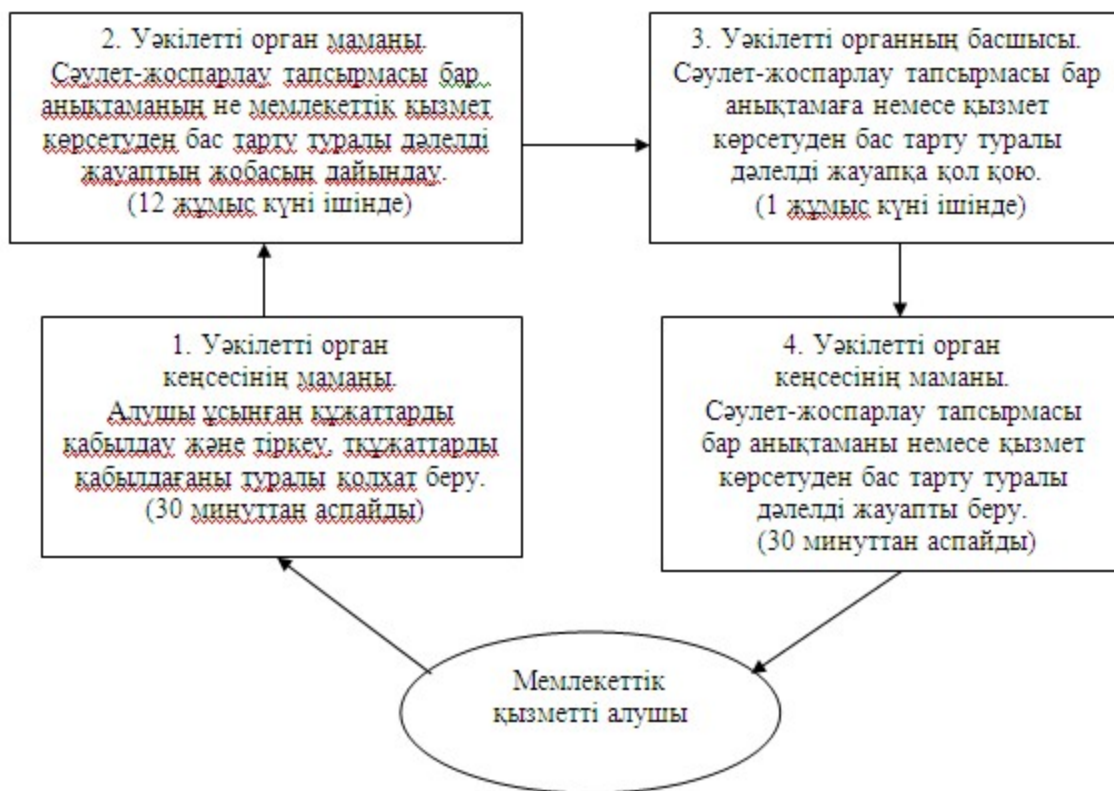 2. Уәкілетті орган маманы.
Сәулет-жоспарлау тапсырмасы бар
анықтаманың не мемлекеттік қызмет
көрсетуден бас тарту туралы дәлелді
жауаптың жобасын дайындау.
(12 жұмыс күні ішінде)
3. Уәкілетті органның басшысы.
Сәулет-жоспарлау тапсырмасы бар
анықтамаға немесе қызмет
көрсетуден бас тарту туралы
дәлелді жауапқа қол қою.
(1 жұмыс күні ішінде)
1. Уәкілетті орган
кеңсесінің маманы.
Алушы ұсынған құжаттарды
қабылдау және тіркеу, тқұжаттарды
қабылдағаны туралы қолхат беру.
(30 минуттан аспайды)
4. Уәкілетті орган
кеңсесінің маманы.
Сәулет-жоспарлау тапсырмасы
бар анықтаманы немесе қызмет
көрсетуден бас тарту туралы
дәлелді жауапты беру.
(30 минуттан аспайды)
Мемлекеттік
қызметті алушы